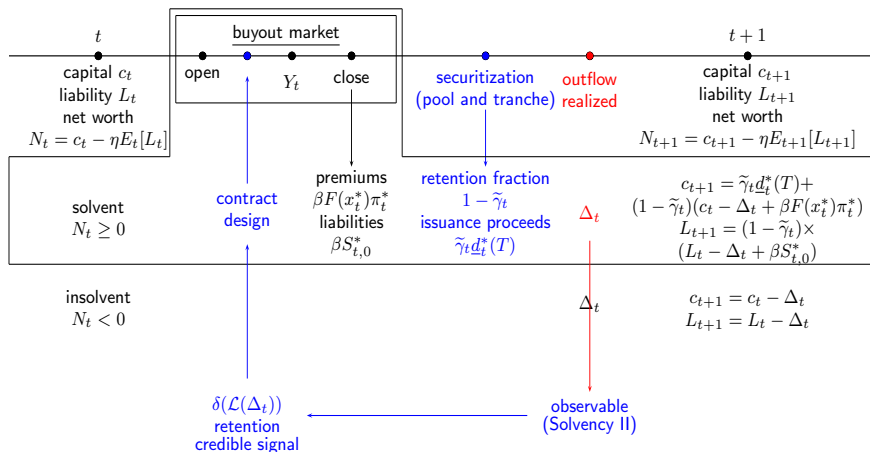 t
buyout market
t + 1
open
Y_t
close
capital c_t
liability L_t
net worth
N_t = c_t − ηE_t[L_t]
securitization
(pool and tranche)
outflow
realized
capital c_{t+1}
liability L_{t+1}
net worth
N_{t+1} = c_{t+1} − ηE_{t+1}[L_{t+1}]
solvent
N_t ≥ 0
contract
design
premiums
βF(x_t^*)π_t^*
liabilities
βS_{t,0}^*
retention fraction
1 − γ̃_t
issuance proceeds
γ̃_t d̲_t^*(T)
Δ_t
c_{t+1} = γ̃_t d̲_t^*(T)+
(1 − γ̃_t)(c_t − Δ_t + βF(x_t^*)π_t^*)
L_{t+1} = (1 − γ̃_t)×
(L_t − Δ_t + βS_{t,0}^*)
insolvent
N_t < 0
Δ_t
c_{t+1} = c_t − Δ_t
L_{t+1} = L_t − Δ_t
δ(ℒ(Δ_t))
retention
credible signal
observable
(Solvency II)